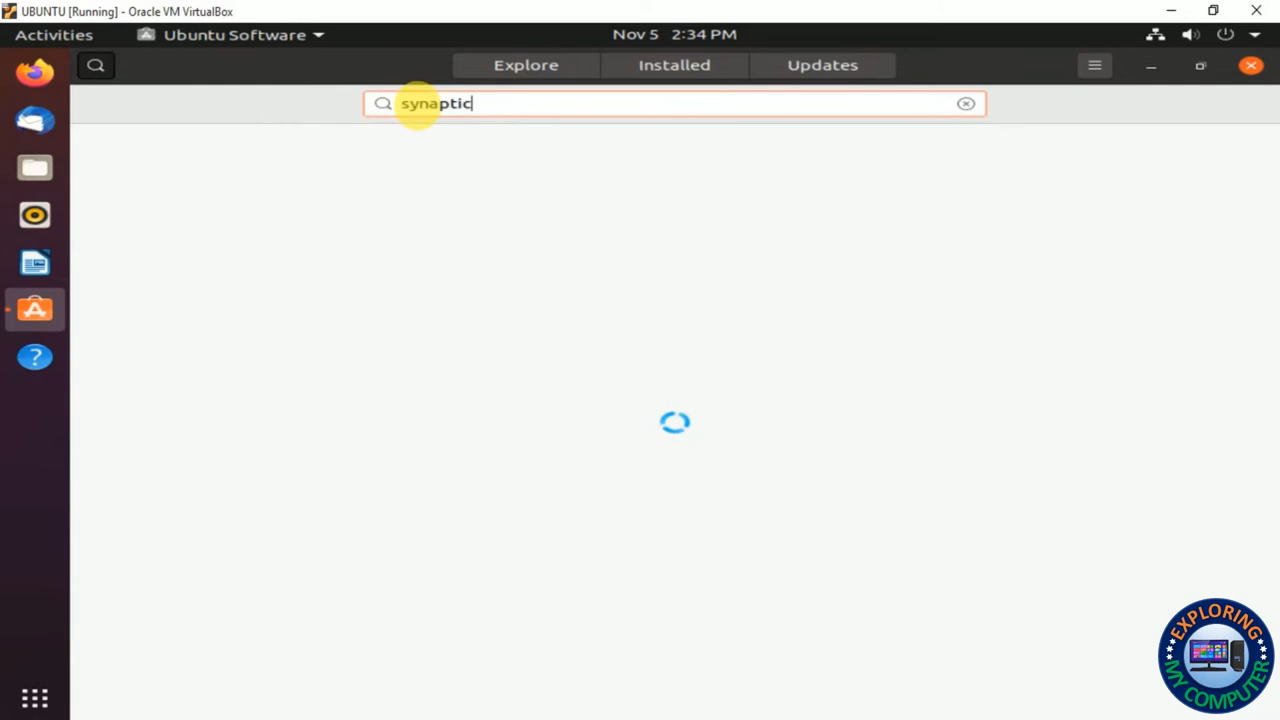 UBUNTU [Running] - Oracle VM VirtualBox
Activities Ubuntu Software Nov 5 2:34 PM
Explore Installed Updates
synaptic
?
EXPLORING
MY COMPUTER